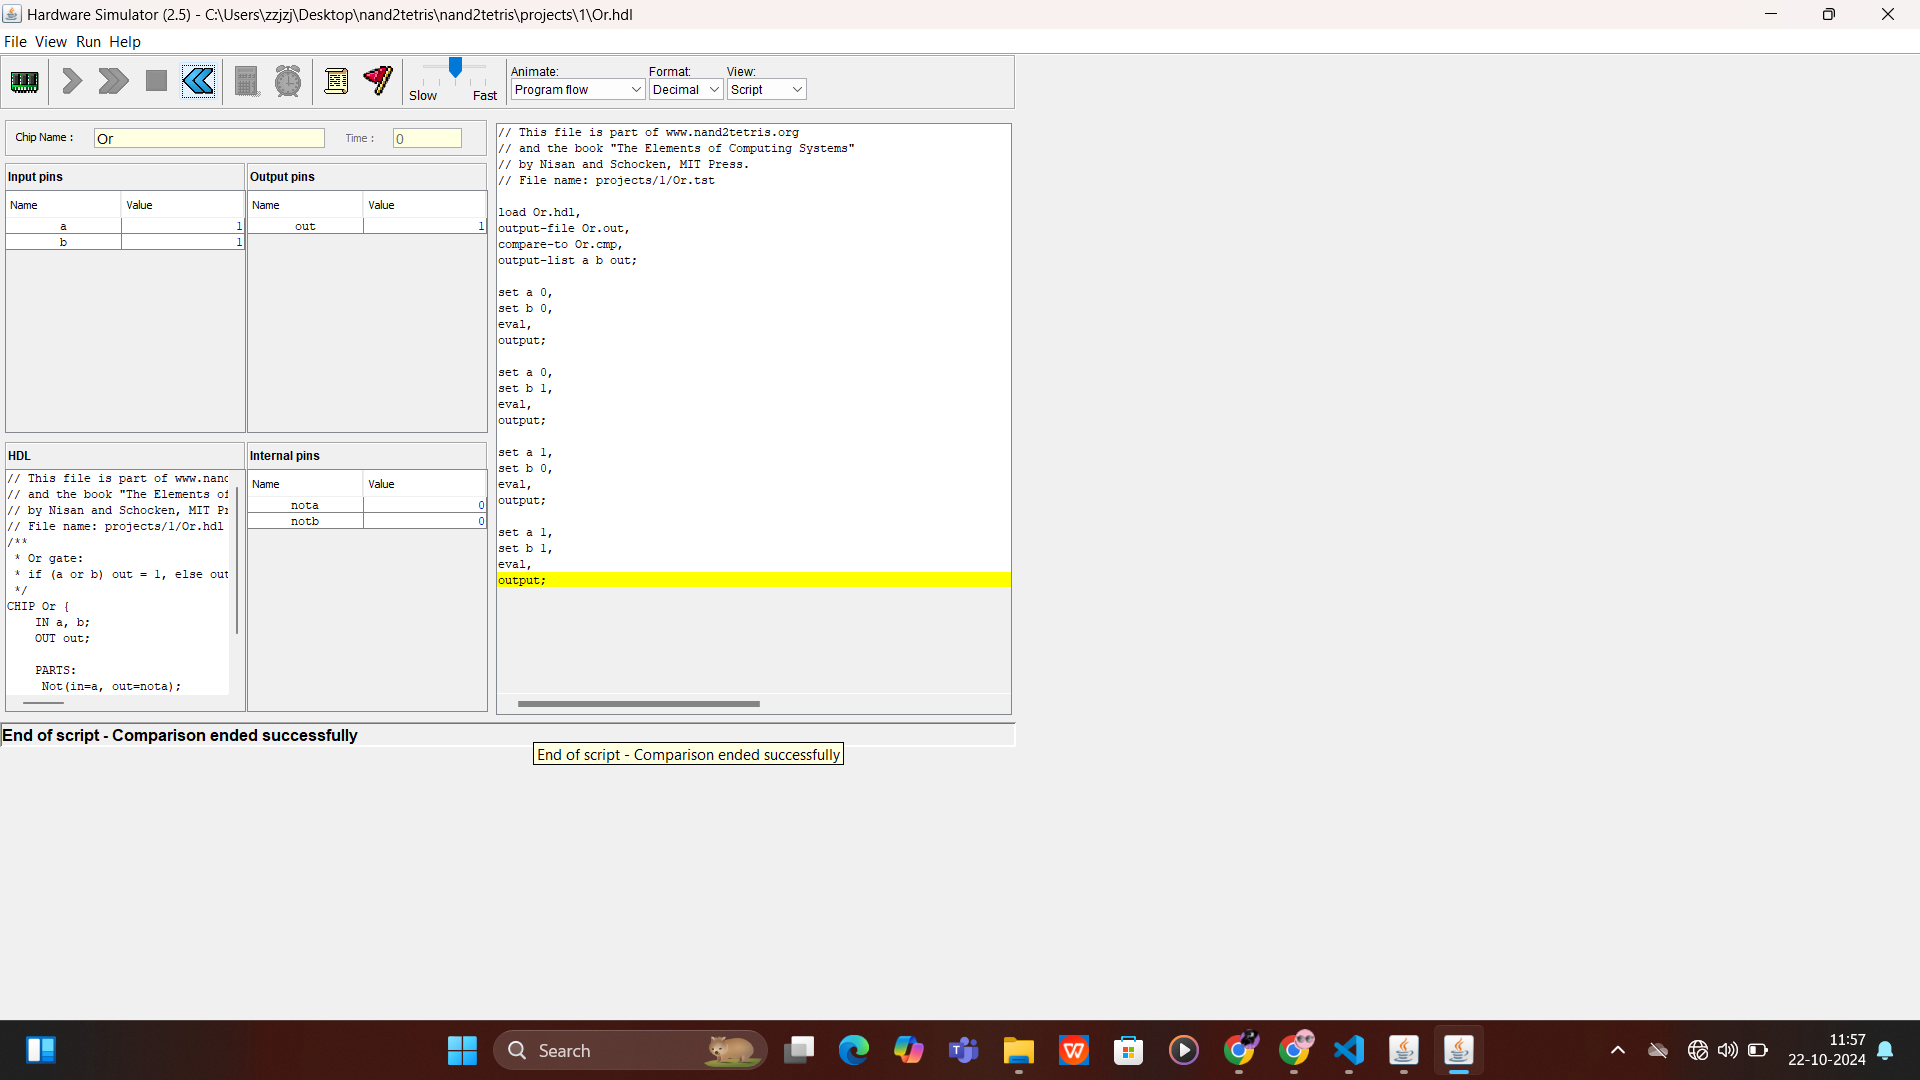 Hardware Simulator (2.5) - C:\Users\zzjzj\Desktop\nand2tetris\nand2tetris\projects\1\Or.hdl
File View Run Help
Slow Fast
Animate: Format: View:
Program flow Decimal Script
Chip Name : Or Time : 0
Input pins
Name Value
a 1
b 1
Output pins
Name Value
out 1
HDL
// This file is part of www.nand
// and the book "The Elements of
// by Nisan and Schocken, MIT Pr
// File name: projects/1/Or.hdl
/**
* Or gate:
* if (a or b) out = 1, else out
*/
CHIP Or {
IN a, b;
OUT out;
PARTS:
Not(in=a, out=nota);
Internal pins
Name Value
nota 0
notb 0
// This file is part of www.nand2tetris.org
// and the book "The Elements of Computing Systems"
// by Nisan and Schocken, MIT Press.
// File name: projects/1/Or.tst
load Or.hdl,
output-file Or.out,
compare-to Or.cmp,
output-list a b out;
set a 0,
set b 0,
eval,
output;
set a 0,
set b 1,
eval,
output;
set a 1,
set b 0,
eval,
output;
set a 1,
set b 1,
eval,
output;
End of script - Comparison ended successfully
End of script - Comparison ended successfully
Search
11:57
22-10-2024